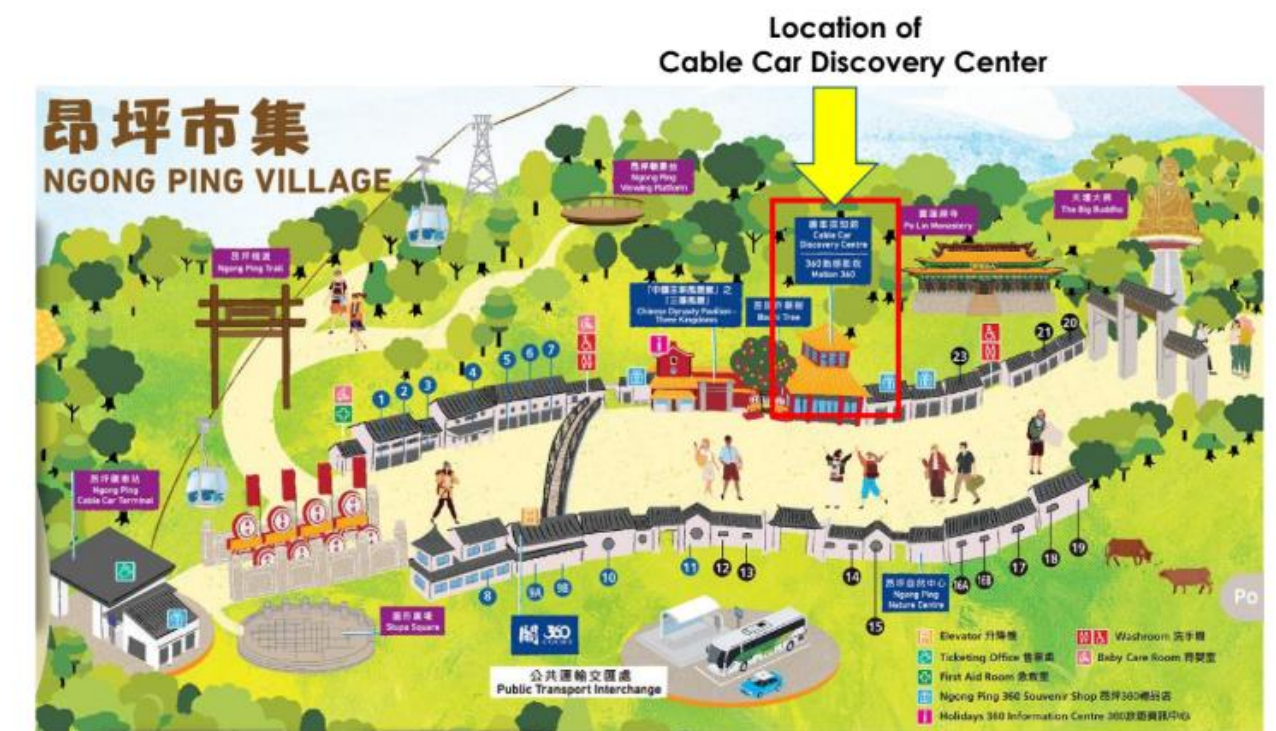 Location of
Cable Car Discovery Center
昂坪市集
NGONG PING VILLAGE
昂坪觀景台
Ngong Ping
Viewing Platform
纜車探知館
Cable Car
Discovery Centre
360動感影院
Motion 360
寶蓮禪寺
Po Lin Monastery
天壇大佛
The Big Buddha
昂坪棧道
Ngong Ping Trail
Chinese Dynasty Pavilion -
Three Kingdoms
Bodhi Tree
1
2
3
4
5
6
7
23
21
20
昂坪纜車站
Ngong Ping
Cable Car Terminal
8
9A
9B
10
11
12
13
14
15
16A
16B
17
18
19
昂坪自然中心
Ngong Ping
Nature Centre
圓形廣場
Stupa Square
360
公共運輸交匯處
Public Transport Interchange
Po
Elevator 升降機
Washroom 洗手間
Ticketing Office 售票處
Baby Care Room 育嬰室
First Aid Room 急救室
Ngong Ping 360 Souvenir Shop 昂坪360禮品店
Holidays 360 Information Centre 360旅遊資訊中心